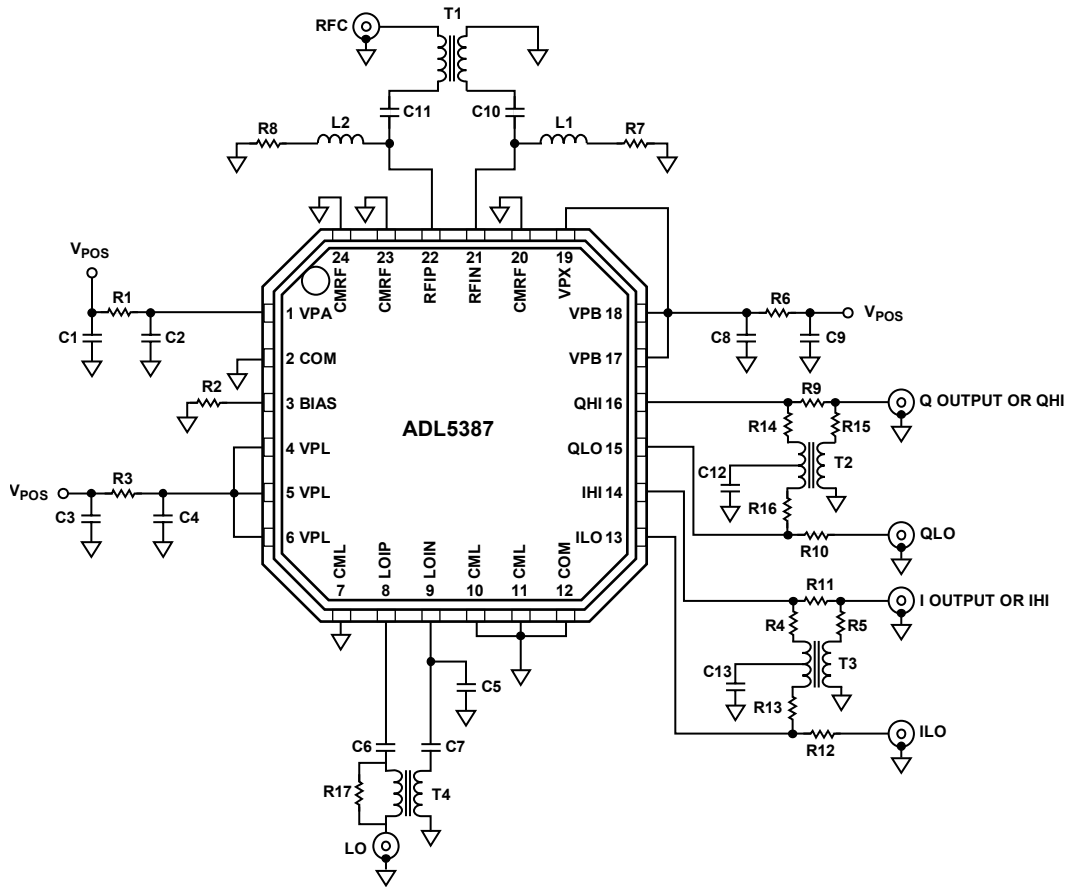 T1
RFC
C11
C10
R8
L2
L1
R7
VPOS
24 23 22 21 20 19
CMRF CMRF RFIP RFIN CMRF VPX
R1
C1
C2
1 VPA
VPB 18
R6
VPOS
C8
C9
2 COM
VPB 17
R2
3 BIAS
ADL5387
QHI 16
R9
Q OUTPUT OR QHI
R14
R15
4 VPL
QLO 15
T2
C12
VPOS
R3
5 VPL
IHI 14
R16
C3
C4
6 VPL
ILO 13
R10
QLO
CML LOIP LOIN CML CML COM
7 8 9 10 11 12
R11
I OUTPUT OR IHI
R4
R5
C13
T3
C5
R13
R12
ILO
C6
C7
R17
T4
LO